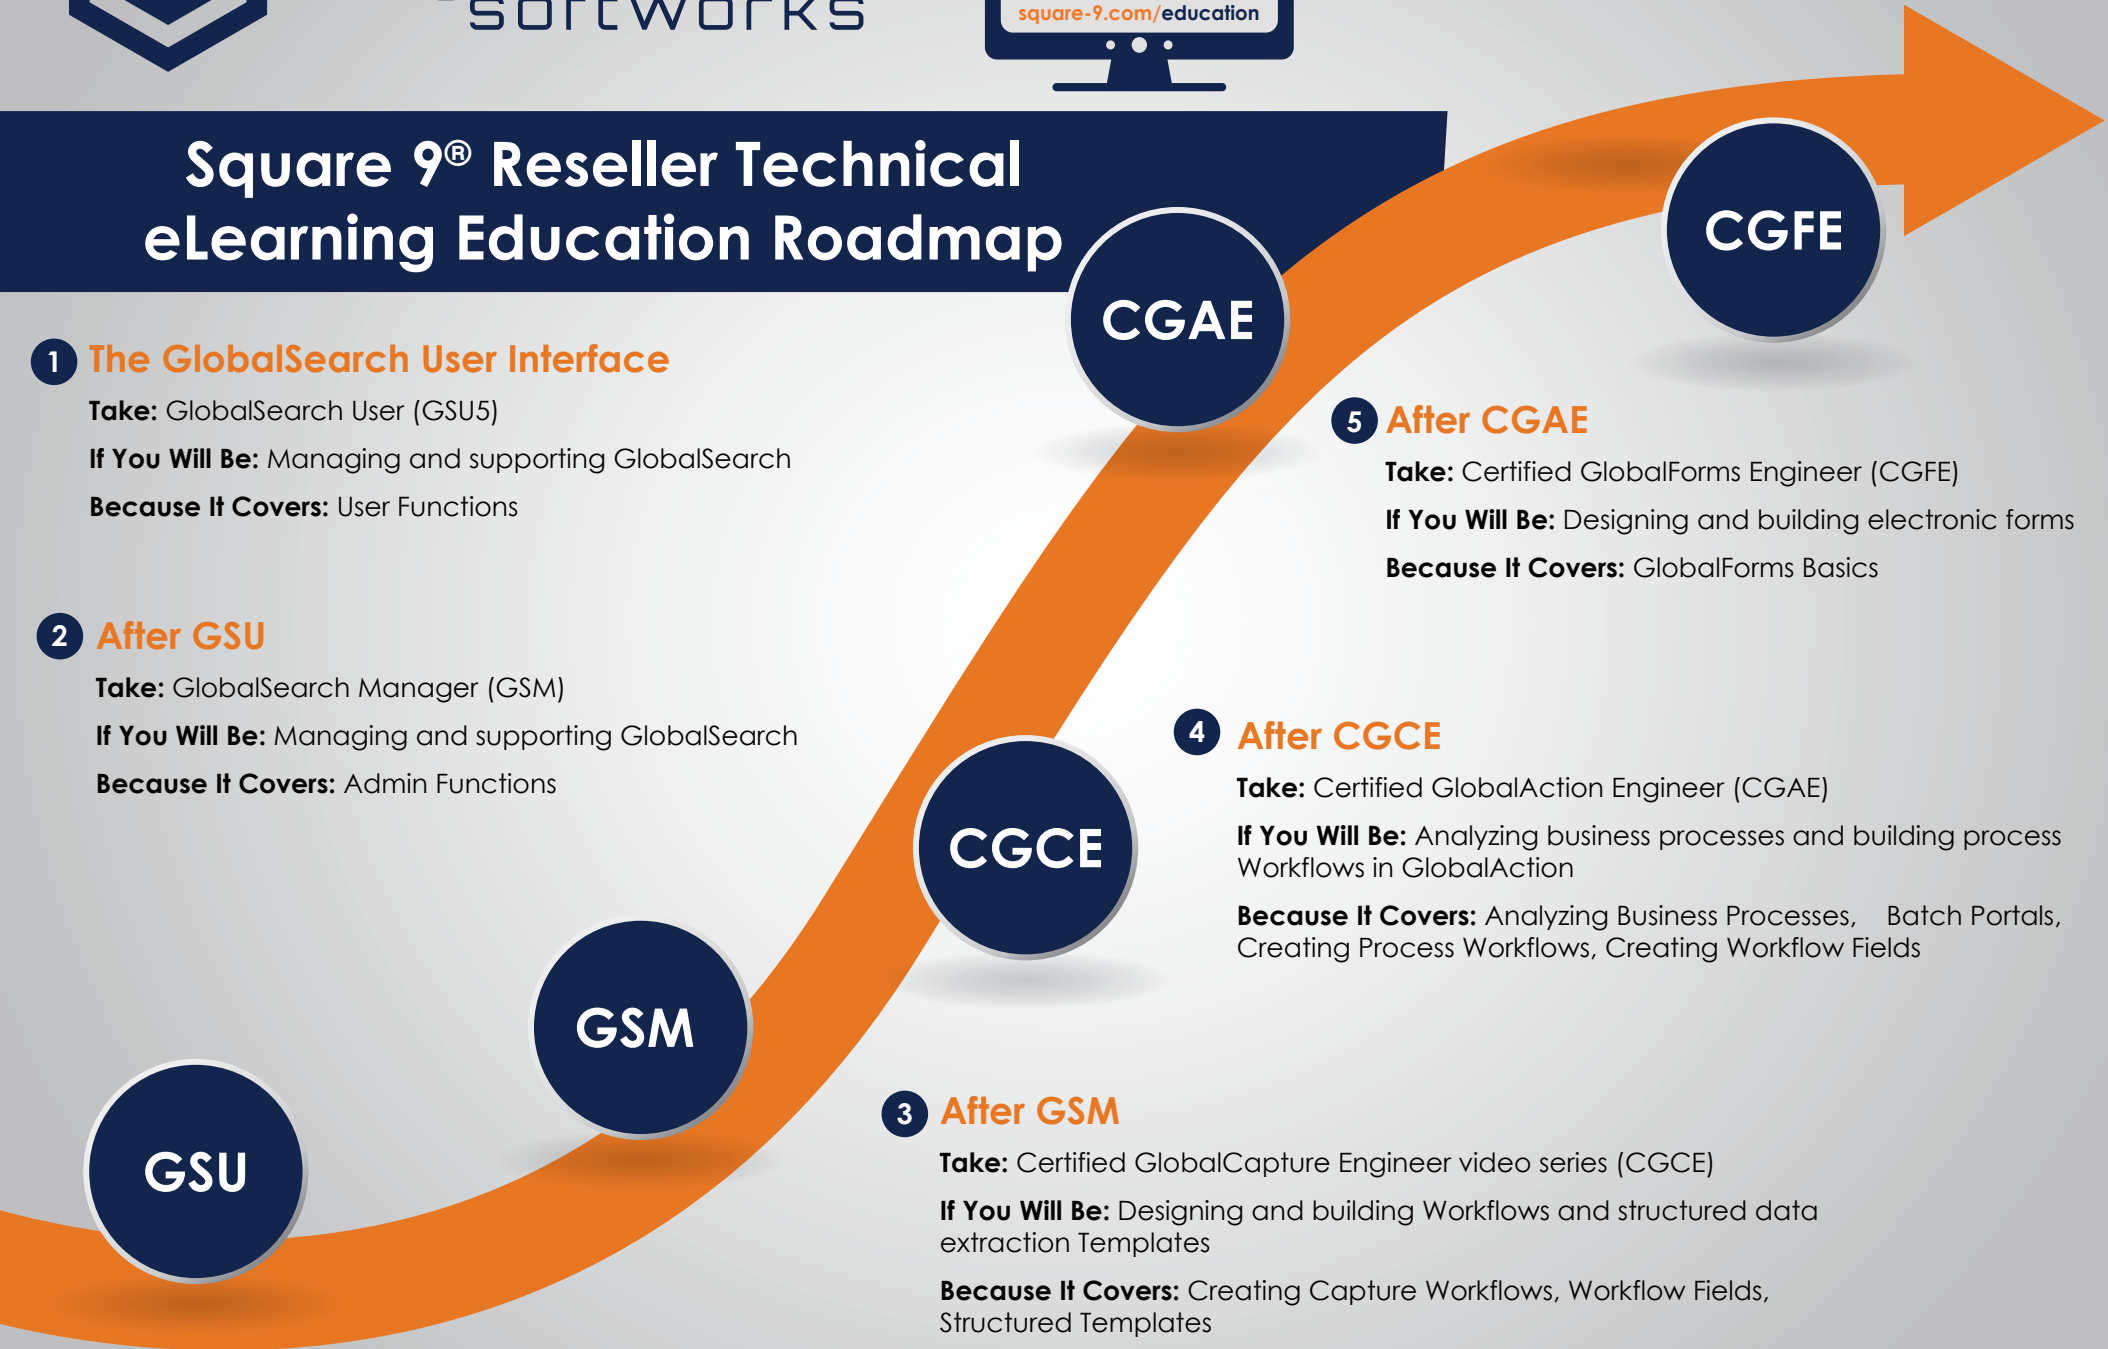 softworks
square-9.com/education
Square 9® Reseller Technical
eLearning Education Roadmap
CGFE
CGAE
1 The GlobalSearch User Interface
Take: GlobalSearch User (GSU5)
If You Will Be: Managing and supporting GlobalSearch
Because It Covers: User Functions
2 After GSU
Take: GlobalSearch Manager (GSM)
If You Will Be: Managing and supporting GlobalSearch
Because It Covers: Admin Functions
5 After CGAE
Take: Certified GlobalForms Engineer (CGFE)
If You Will Be: Designing and building electronic forms
Because It Covers: GlobalForms Basics
4 After CGCE
Take: Certified GlobalAction Engineer (CGAE)
If You Will Be: Analyzing business processes and building process
Workflows in GlobalAction
Because It Covers: Analyzing Business Processes, Batch Portals,
Creating Process Workflows, Creating Workflow Fields
CGCE
GSM
GSU
3 After GSM
Take: Certified GlobalCapture Engineer video series (CGCE)
If You Will Be: Designing and building Workflows and structured data
extraction Templates
Because It Covers: Creating Capture Workflows, Workflow Fields,
Structured Templates